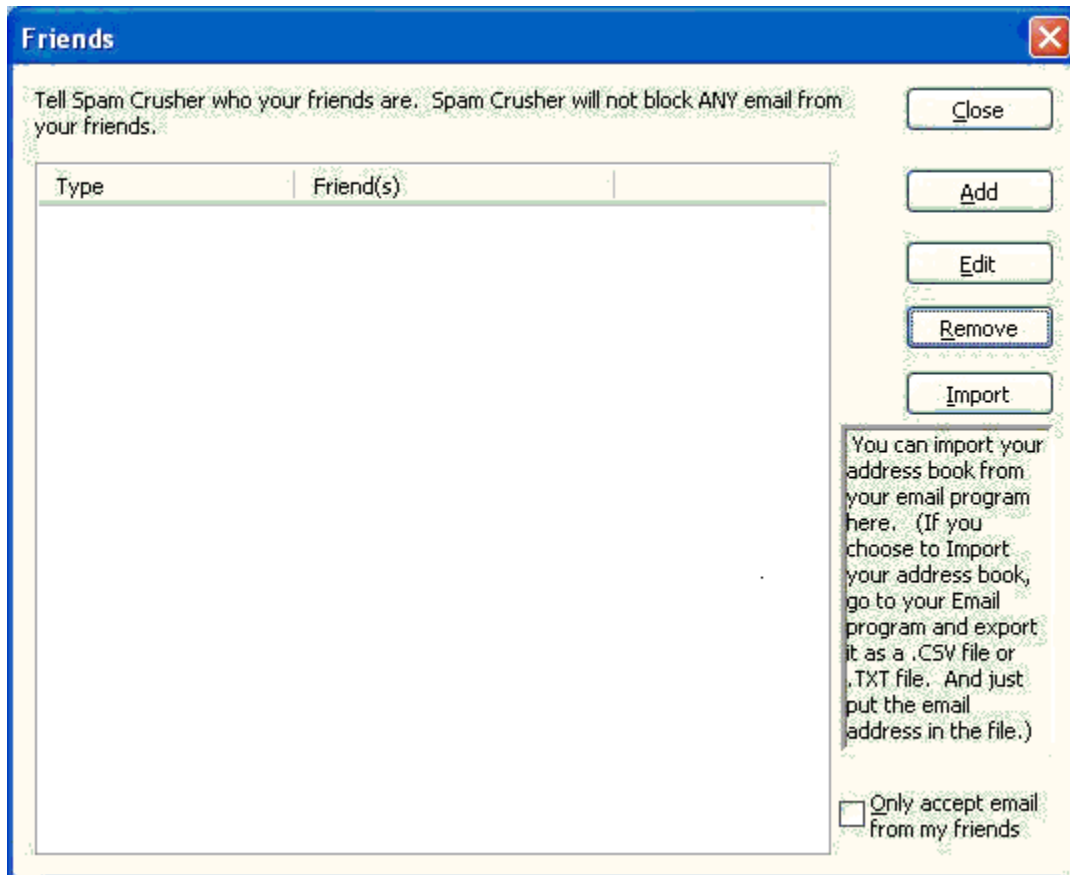 Friends
Tell Spam Crusher who your friends are.  Spam Crusher will not block ANY email from
your friends.
Close
Type Friend(s)
Add
Edit
Remove
Import
You can import your
address book from
your email program
here.   (If you
choose to Import
your address book,
go to your Email
program and export
it as a .CSV file or
.TXT file.  And just
put the email
address in the file.)
Only accept email
from my friends